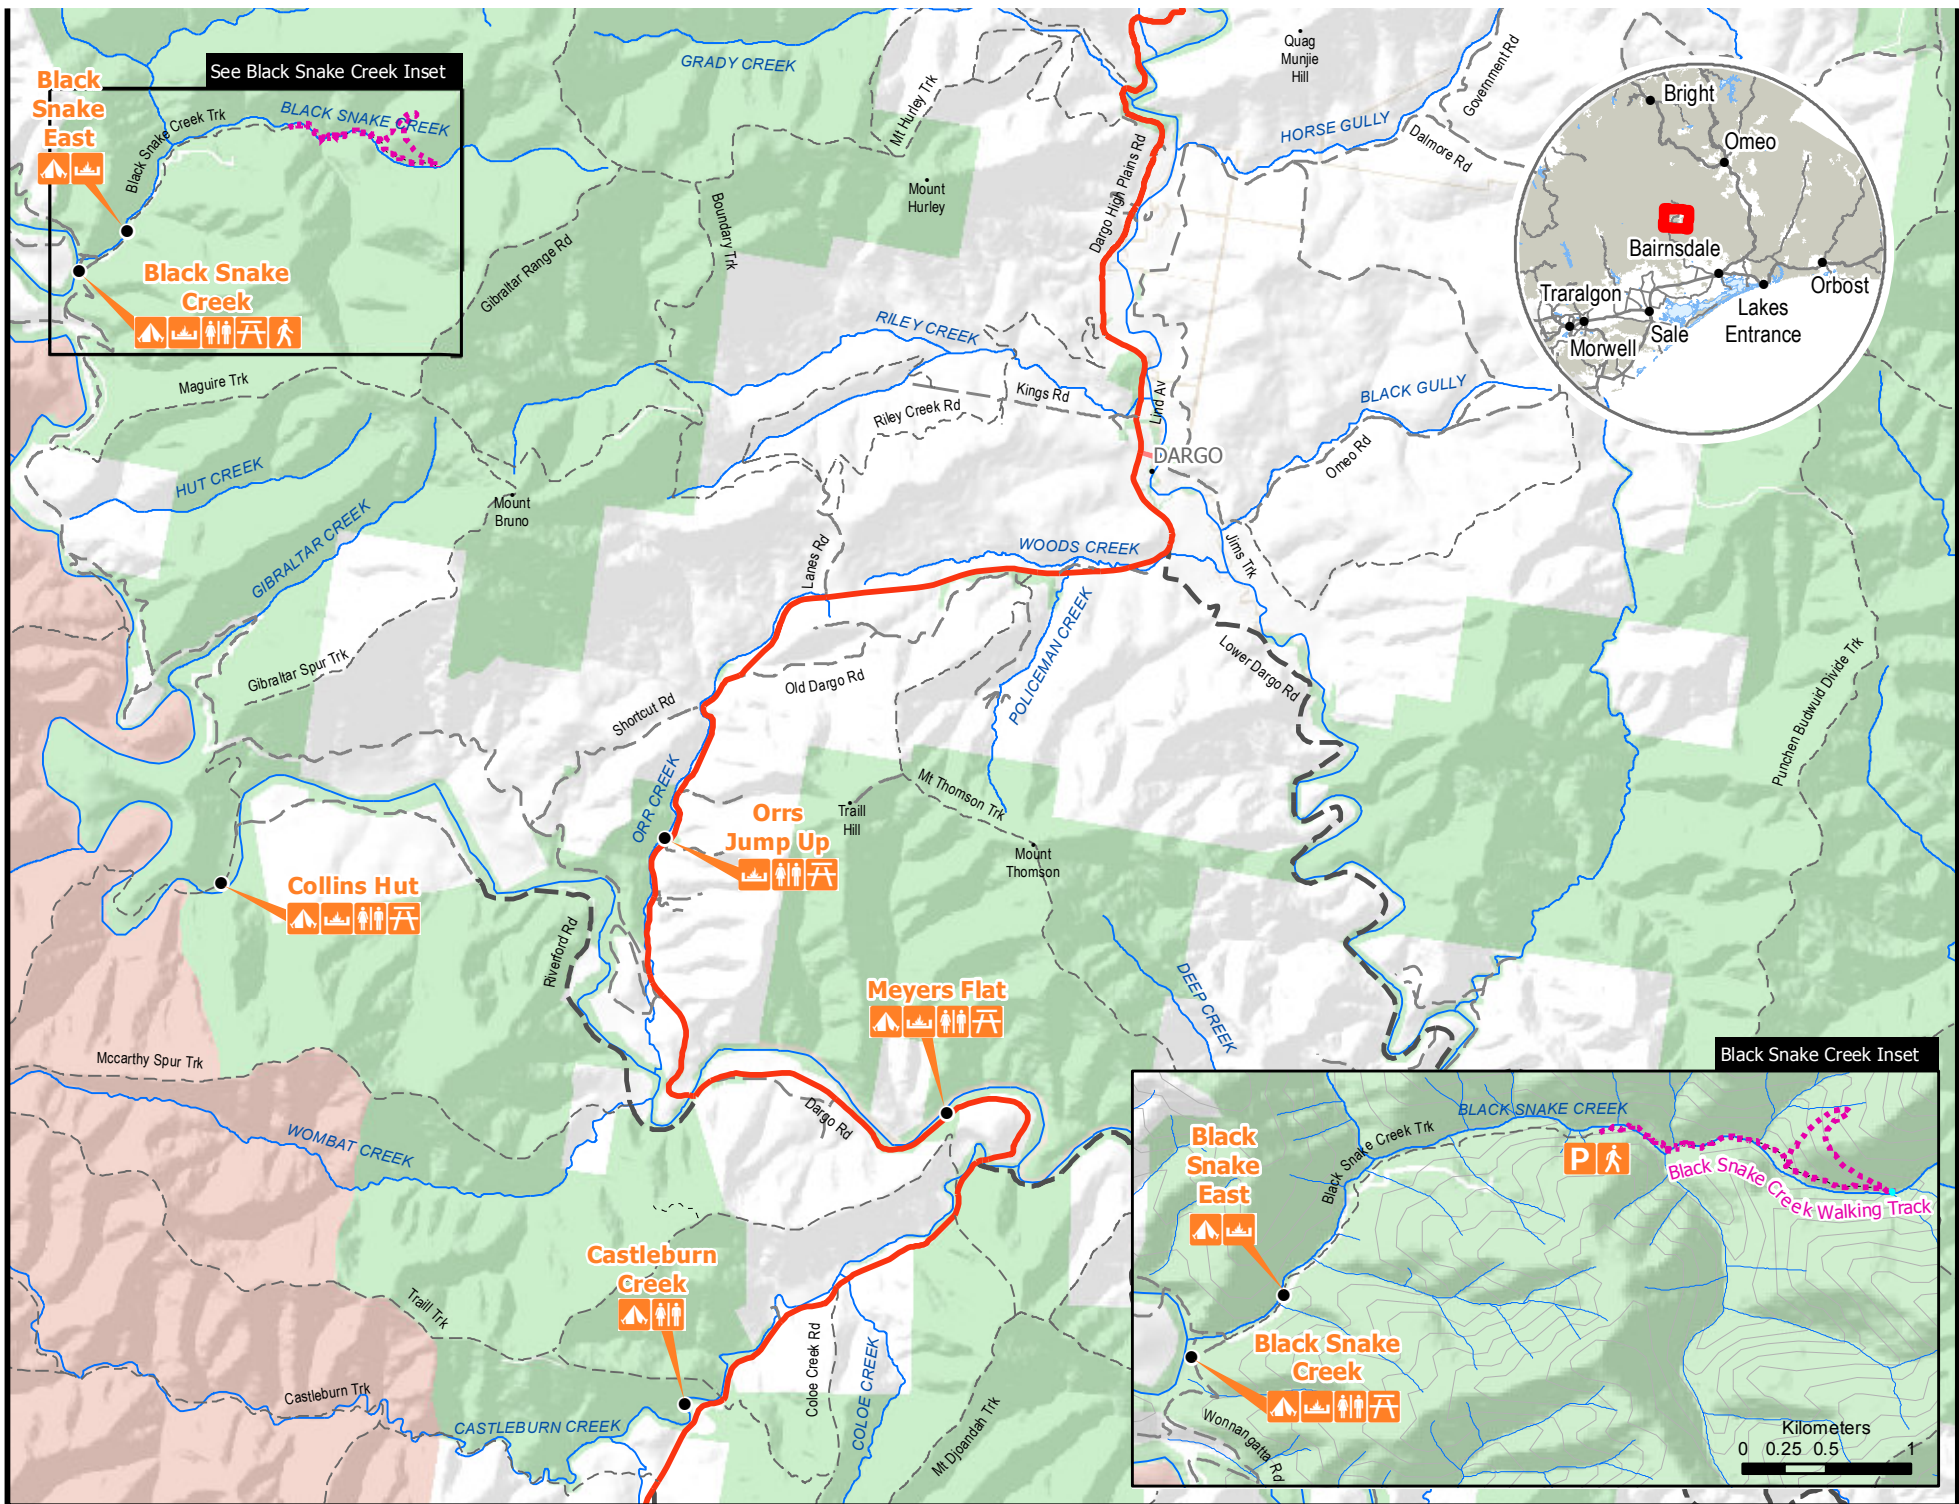 See Black Snake Creek Inset
Black
Snake
East
Black Snake Creek Trk
BLACK SNAKE CREEK
Black Snake
Creek
GRADY CREEK
Mt Hurley Trk
Mount
Hurley
Boundary Trk
Gibraltar Range Rd
Dargo High Plains Rd
Quag
Munjie
Hill
Government Rd
HORSE GULLY
Dalmore Rd
Bright
Omeo
Bairnsdale
Traralgon
Morwell
Sale
Lakes
Entrance
Orbost
Maguire Trk
RILEY CREEK
Riley Creek Rd
Kings Rd
Lind Av
BLACK GULLY
Omeo Rd
DARGO
HUT CREEK
GIBRALTAR CREEK
Mount
Bruno
Lanes Rd
WOODS CREEK
Jims Trk
POLICEMAN CREEK
Lower Dargo Rd
Gibraltar Spur Trk
Shortcut Rd
Old Dargo Rd
Punchen Budwuid Divide Trk
ORR CREEK
Orrs
Jump Up
Traill
Hill
Mt Thomson Trk
Mount
Thomson
Collins Hut
Riverford Rd
Meyers Flat
DEEP CREEK
Mccarthy Spur Trk
WOMBAT CREEK
Dargo Rd
Castleburn
Creek
Traill Trk
Castleburn Trk
CASTLEBURN CREEK
Coloe Creek Rd
COLOE CREEK
Mt Djoandah Trk
Black Snake Creek Inset
BLACK SNAKE CREEK
Black Snake Creek Trk
Black
Snake
East
P
Black Snake Creek Walking Track
Black Snake
Creek
Wonnangatta Rd
Kilometers
0 0.25 0.5 1